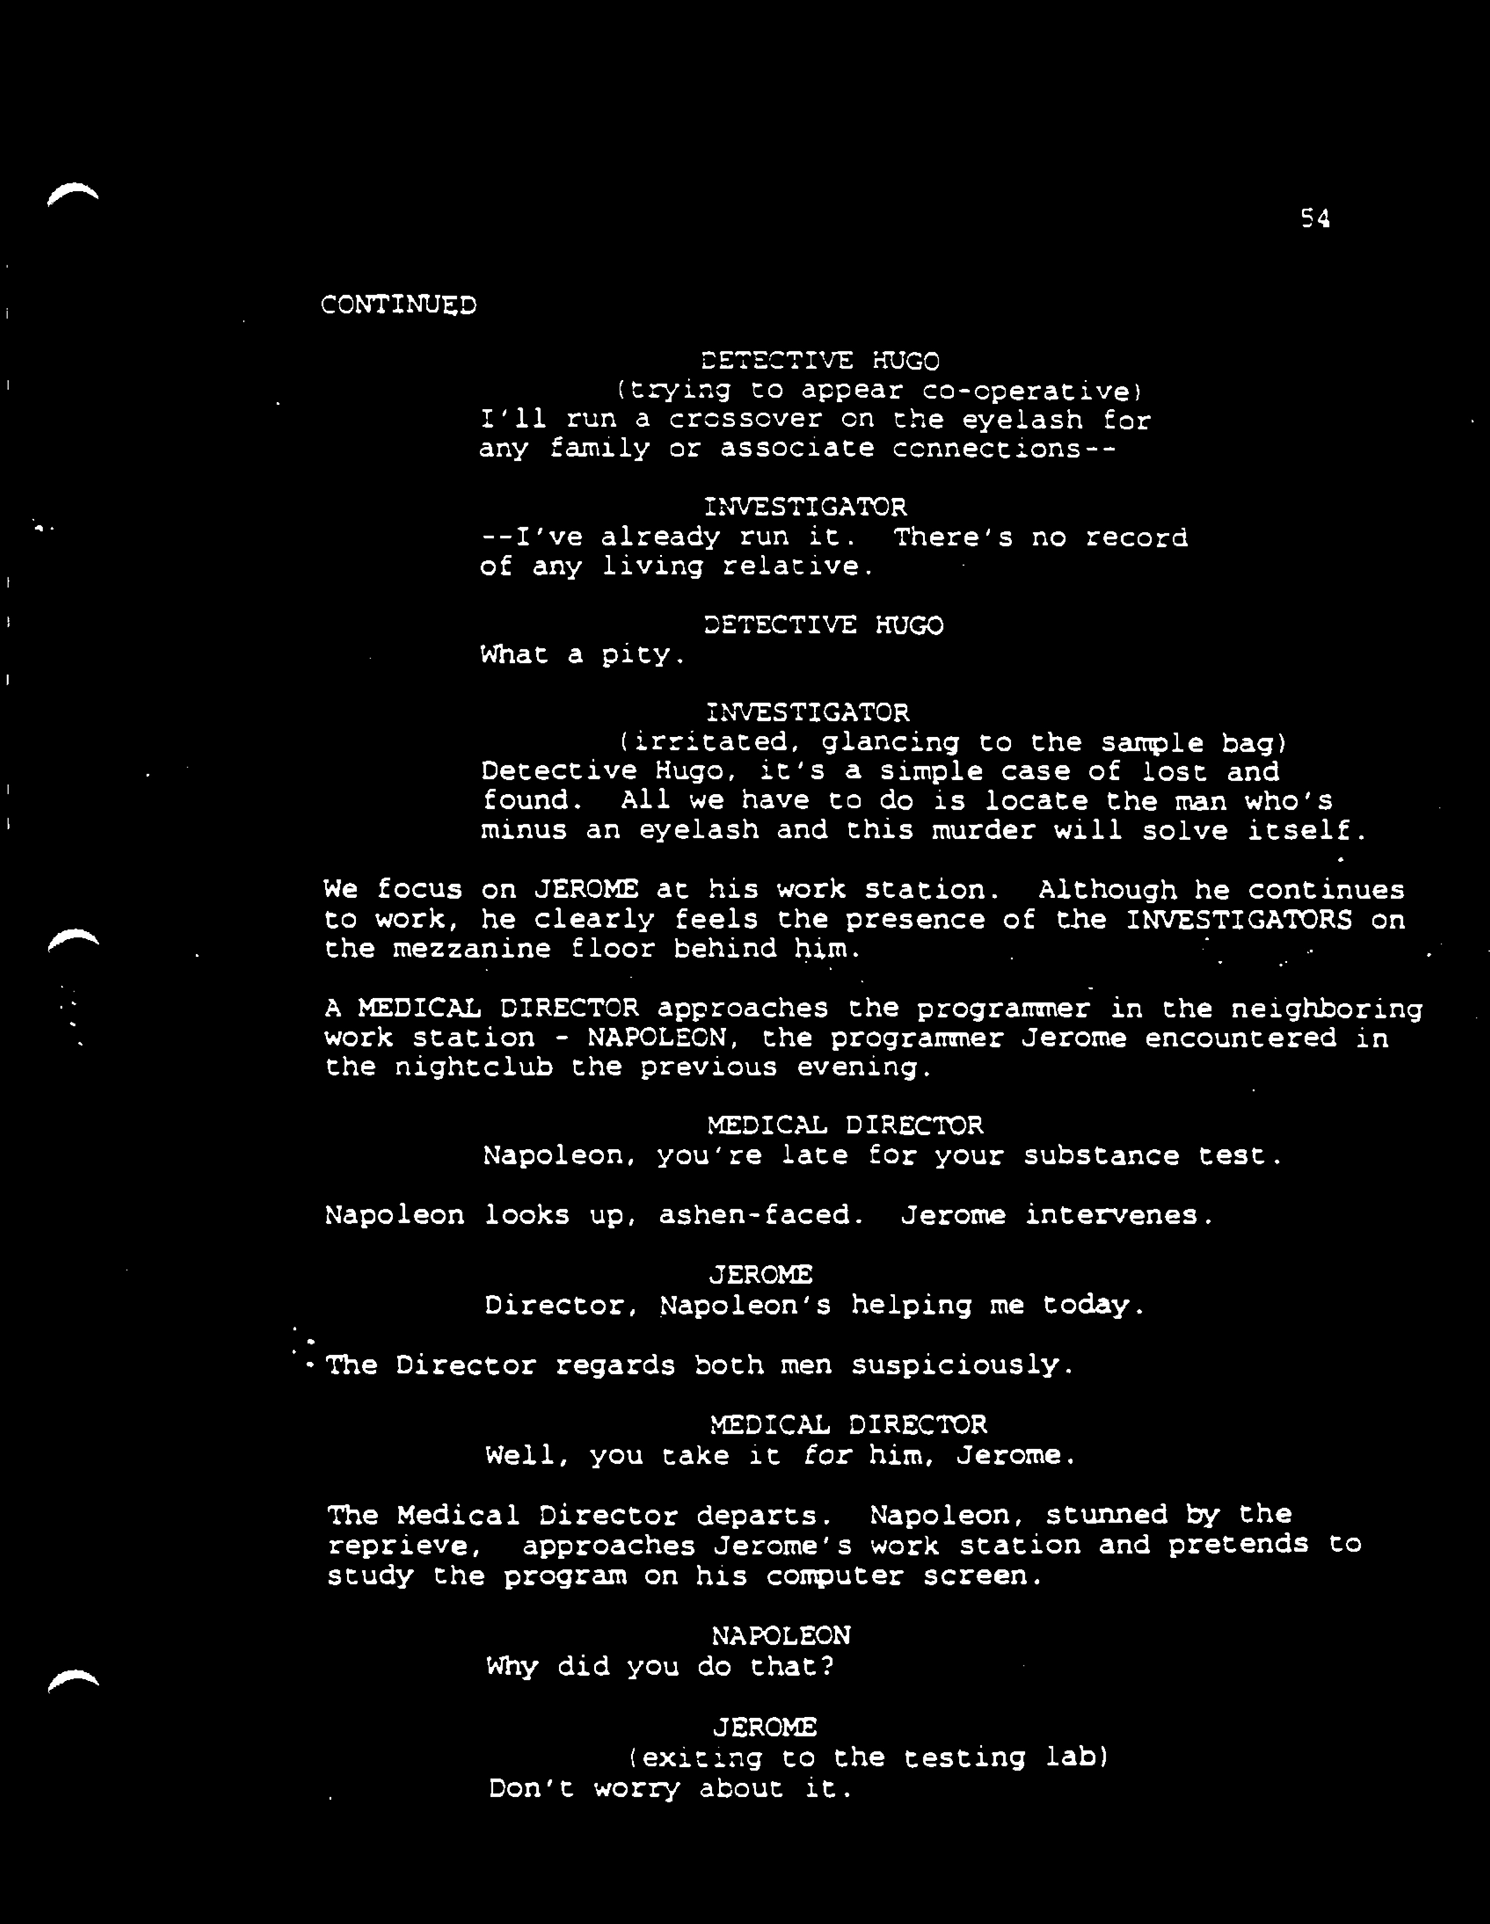 54
CONTINUED
DETECTIVE HUGO
(trying to appear co-operative)
I'll run a crossover on the eyelash for
any family or associate connections--
INVESTIGATOR
--I've already run it. There's no record
of any living relative.
DETECTIVE HUGO
What a pity.
INVESTIGATOR
(irritated, glancing to the sample bag)
Detective Hugo, it's a simple case of lost and
found. All we have to do is locate the man who's
minus an eyelash and this murder will solve itself.
We focus on JEROME at his work station. Although he continues
to work, he clearly feels the presence of the INVESTIGATORS on
the mezzanine floor behind him.
A MEDICAL DIRECTOR approaches the programmer in the neighboring
work station - NAPOLEON, the programmer Jerome encountered in
the nightclub the previous evening.
MEDICAL DIRECTOR
Napoleon, you're late for your substance test.
Napoleon looks up, ashen-faced. Jerome intervenes.
JEROME
Director, Napoleon's helping me today.
The Director regards both men suspiciously.
MEDICAL DIRECTOR
Well, you take it for him, Jerome.
The Medical Director departs. Napoleon, stunned by the
reprieve, approaches Jerome's work station and pretends to
study the program on his computer screen.
NAPOLEON
Why did you do that?
JEROME
(exiting to the testing lab)
Don't worry about it.